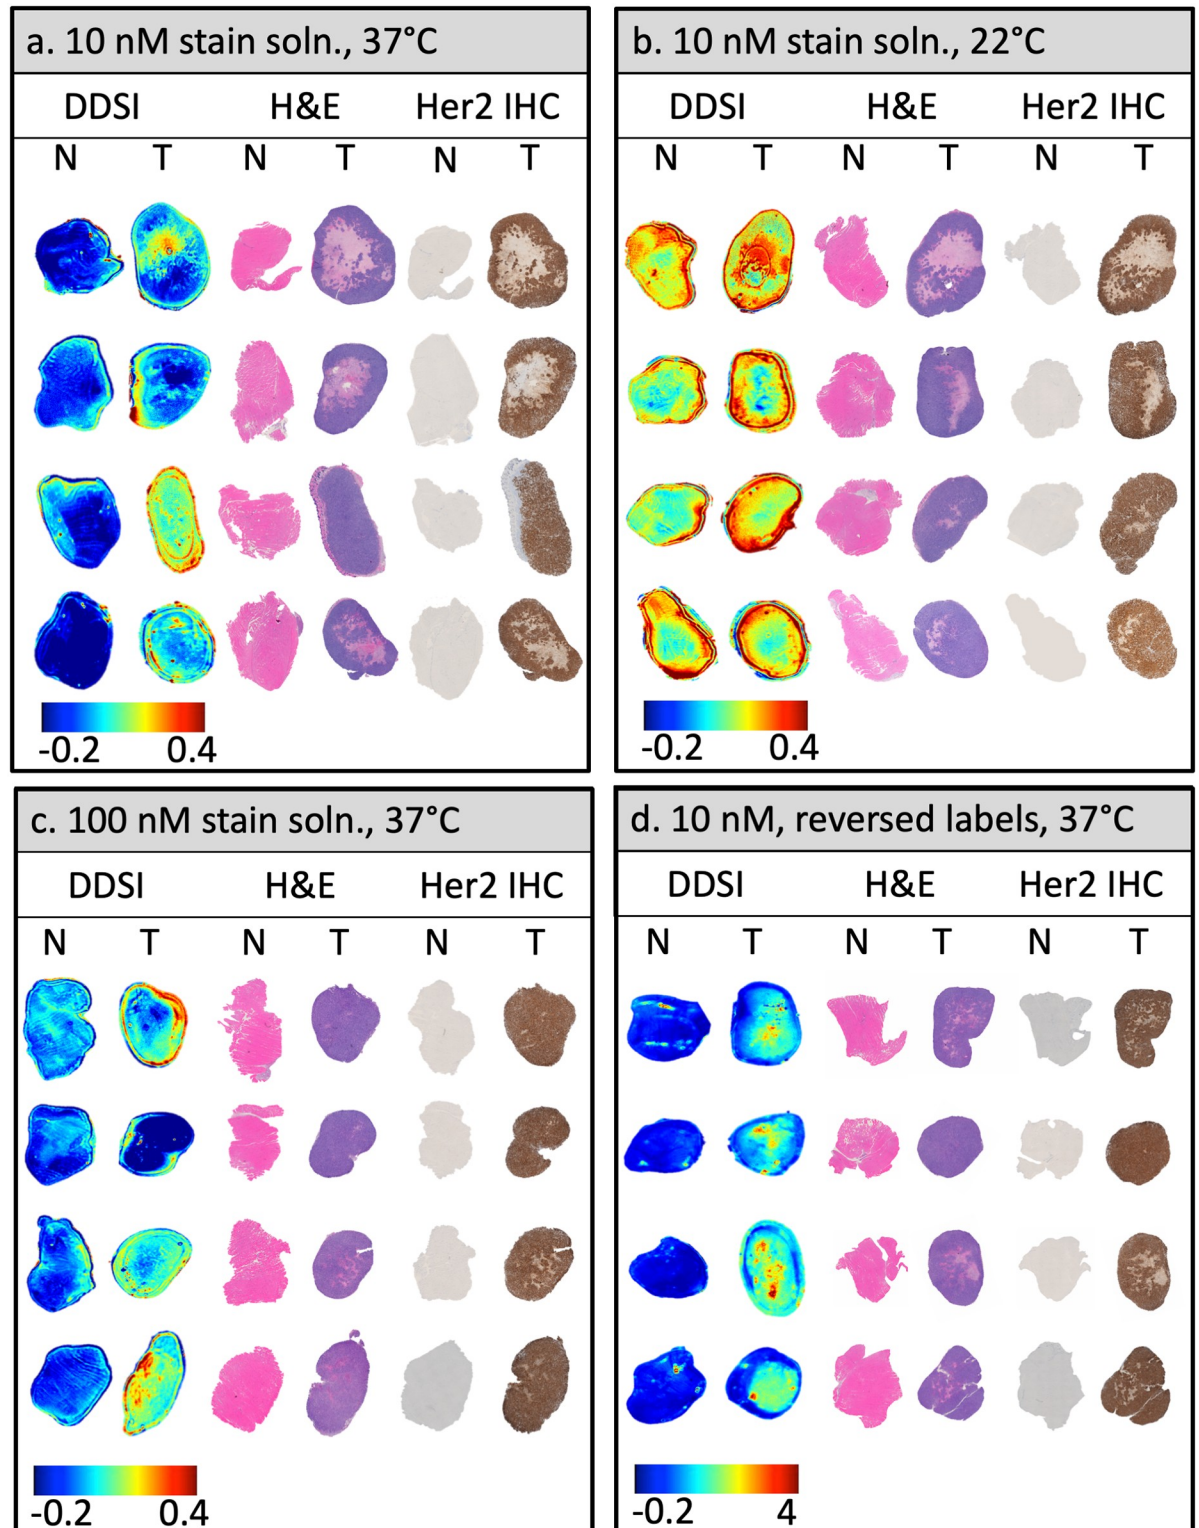 a. 10 nM stain soln., 37°C
DDSI H&E Her2 IHC
N T N T N T
-0.2 0.4
b. 10 nM stain soln., 22°C
DDSI H&E Her2 IHC
N T N T N T
-0.2 0.4
c. 100 nM stain soln., 37°C
DDSI H&E Her2 IHC
N T N T N T
-0.2 0.4
d. 10 nM, reversed labels, 37°C
DDSI H&E Her2 IHC
N T N T N T
-0.2 4